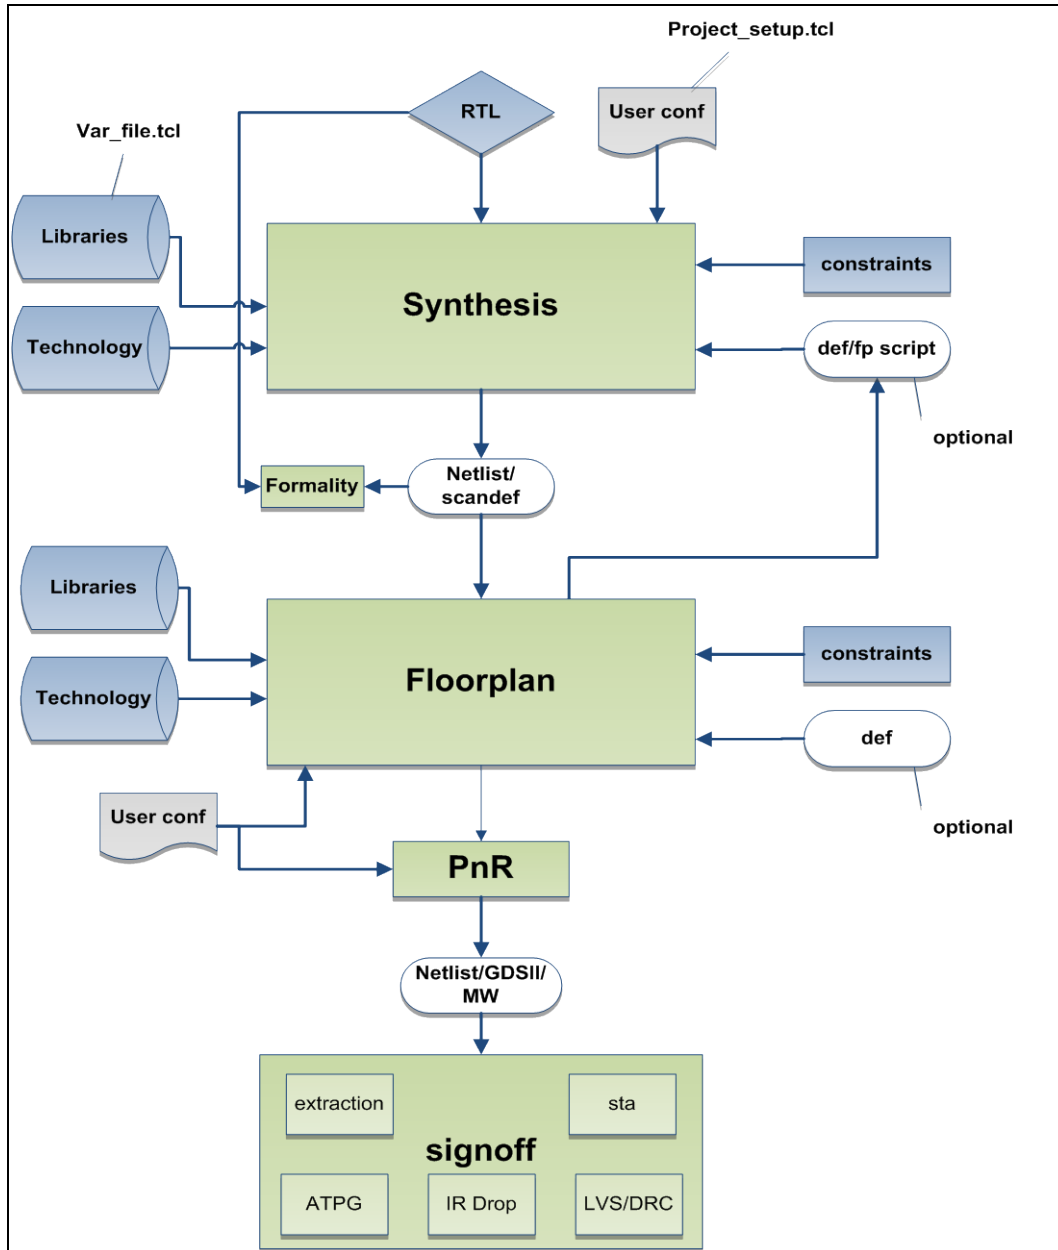 Project_setup.tcl
RTL
User conf
Var_file.tcl
Libraries
constraints
Synthesis
Technology
def/fp script
optional
Netlist/
scandef
Formality
Libraries
constraints
Floorplan
Technology
def
User conf
optional
PnR
Netlist/GDSII/
MW
extraction
sta
signoff
ATPG
IR Drop
LVS/DRC